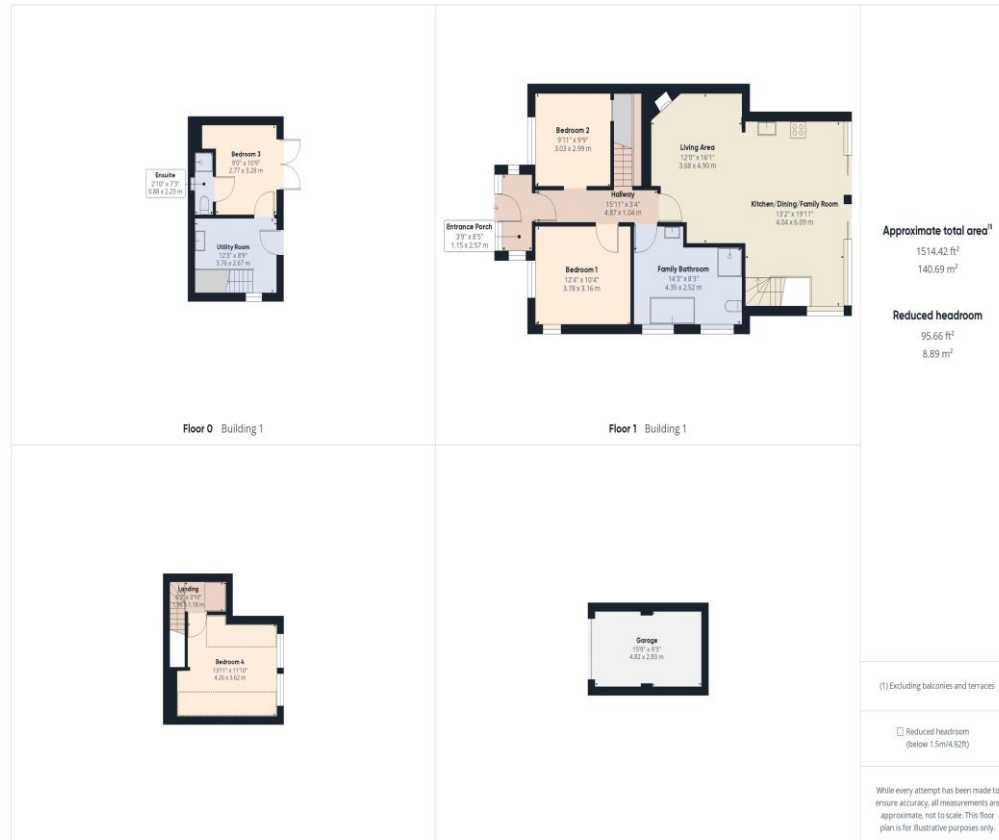 Bedroom 3
9'0" x 10'9"
2.77 x 3.28 m
Ensuite
2'10" x 7'3"
0.88 x 2.23 m
Utility Room
12'3" x 8'9"
3.76 x 2.67 m
Floor 0 Building 1
Bedroom 2
9'11" x 9'9"
3.03 x 2.99 m
Living Area
12'0" x 16'1"
3.68 x 4.90 m
Hallway
15'11" x 3'4"
4.87 x 1.04 m
Kitchen/Dining/Family Room
13'2" x 19'11"
4.04 x 6.09 m
Entrance Porch
3'9" x 8'5"
1.15 x 2.57 m
Bedroom 1
12'4" x 10'4"
3.78 x 3.16 m
Family Bathroom
14'3" x 8'3"
4.35 x 2.52 m
Floor 1 Building 1
Landing
Bedroom 4
13'11" x 11'10"
4.26 x 3.62 m
Garage
15'9" x 9'3"
4.82 x 2.83 m
Approximate total area
1514.42 ft²
140.69 m²
Reduced headroom
95.66 ft²
8.89 m²
(1) Excluding balconies and terraces
Reduced headroom
(below 1.5m/4.92ft)
While every attempt has been made to
ensure accuracy, all measurements are
approximate, not to scale. This floor
plan is for illustrative purposes only.